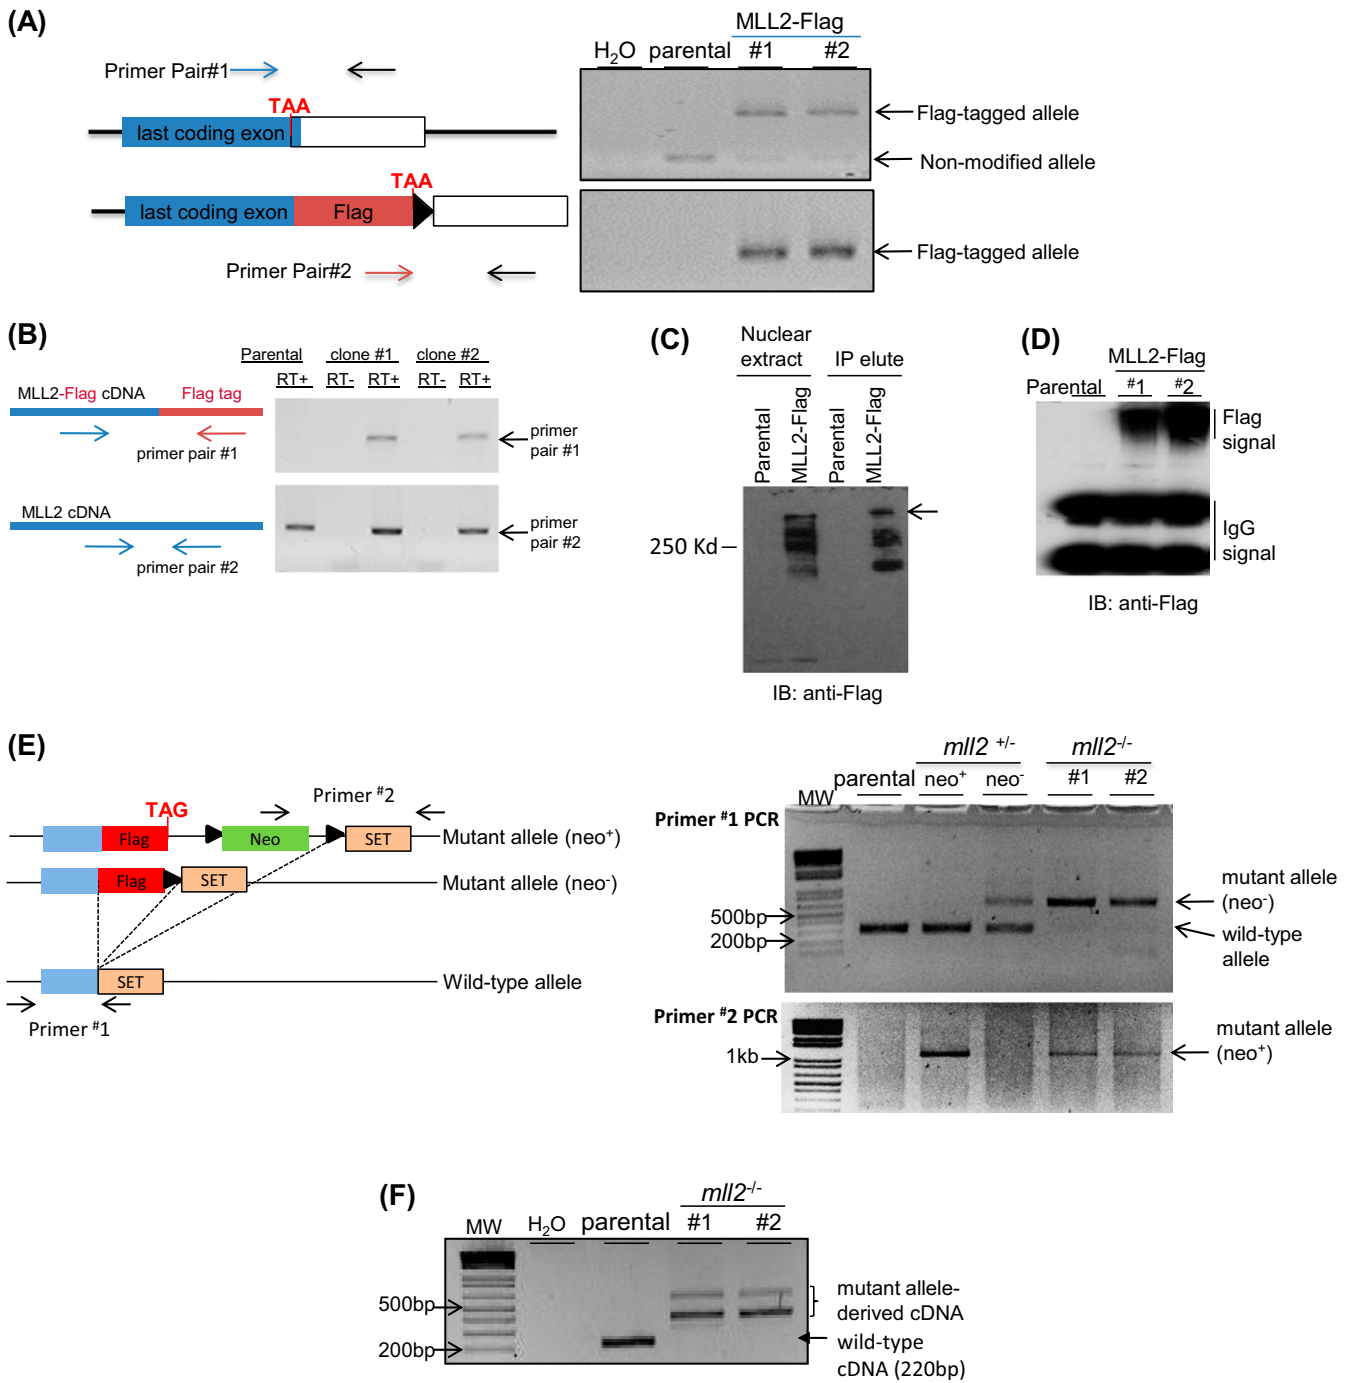 (A)
Primer Pair#1
TAA
last coding exon
TAA
last coding exon
Flag
Primer Pair#2
MLL2-Flag
H2O parental #1 #2
Flag-tagged allele
Non-modified allele
Flag-tagged allele
(B)
Parental clone #1 clone #2
RT+ RT- RT+ RT- RT+
MLL2-Flag cDNA Flag tag
primer pair #1
primer
pair #1
MLL2 cDNA
primer pair #2
primer
pair #2
(C)
Nuclear
extract
IP elute
Parental
MLL2-Flag
Parental
MLL2-Flag
250 Kd
IB: anti-Flag
(D)
MLL2-Flag
Parental #1 #2
Flag
signal
IgG
signal
IB: anti-Flag
(E)
Primer #2
TAG
Flag
Neo
SET
Mutant allele (neo+)
Flag
SET
Mutant allele (neo-)
SET
Wild-type allele
Primer #1
mll2 +/- mll2-/-
parental neo+ neo- #1 #2
MW
Primer #1 PCR
500bp
200bp
mutant allele
(neo-)
wild-type
allele
Primer #2 PCR
1kb
mutant allele
(neo+)
(F)
mll2-/-
MW H2O parental #1 #2
500bp
200bp
mutant allele-
derived cDNA
wild-type
cDNA (220bp)